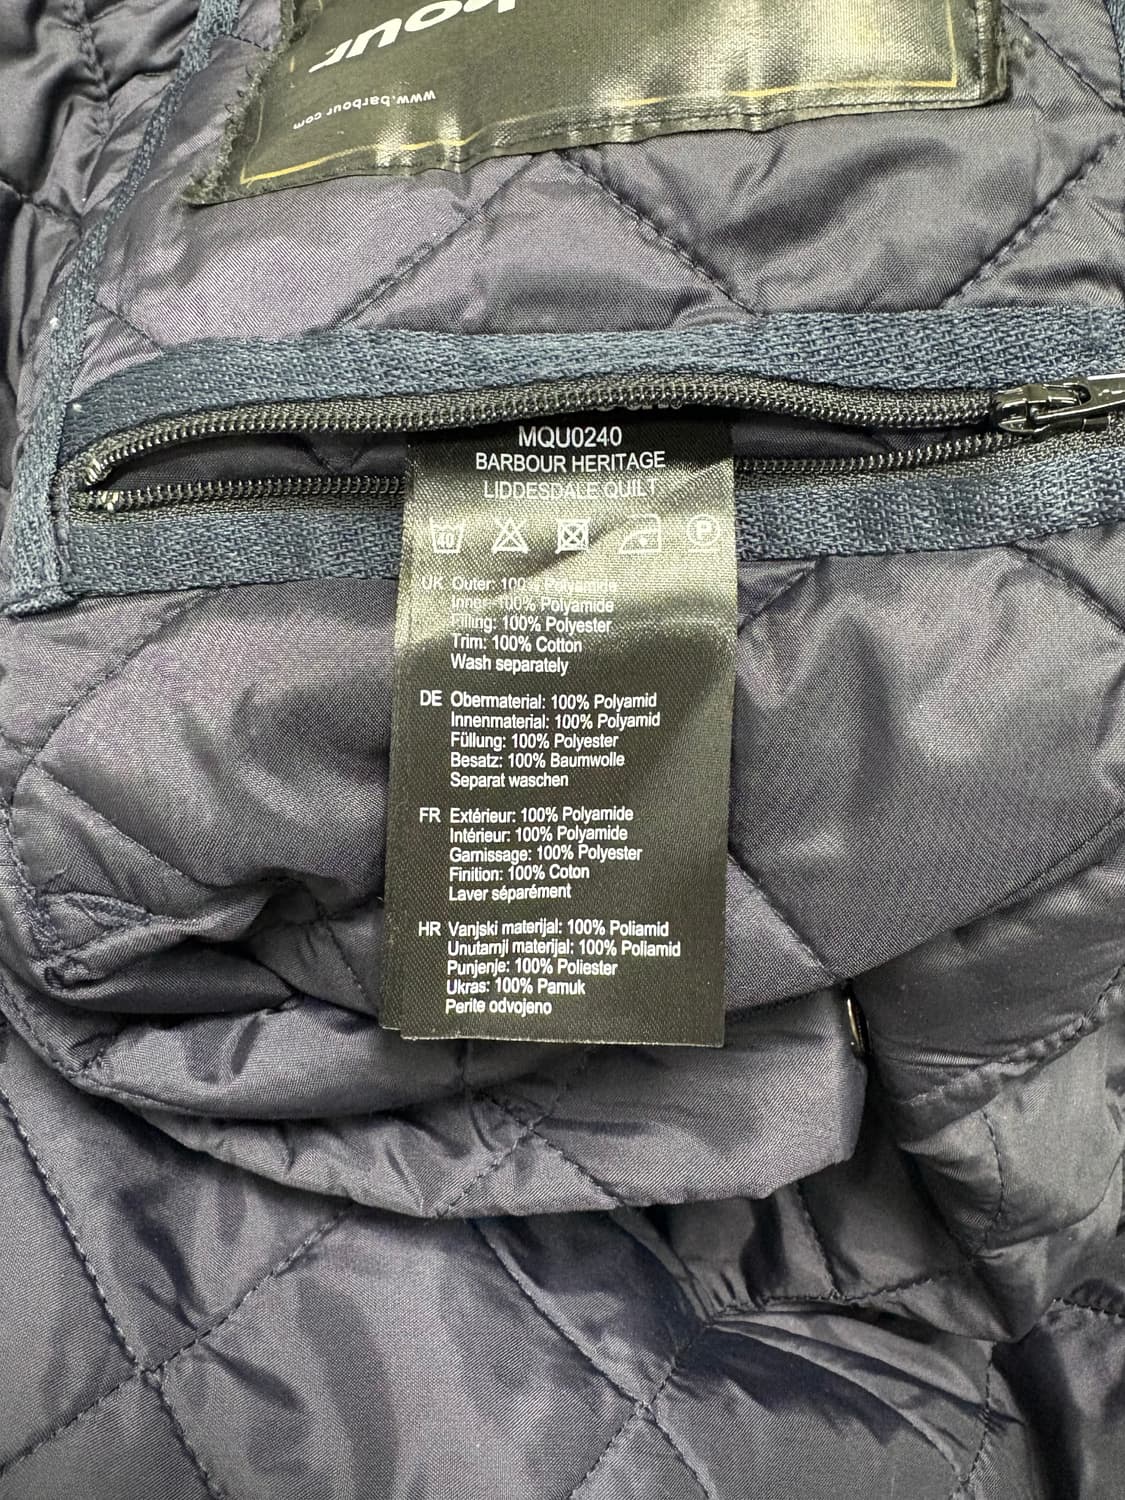 www.barbour.com
MQU0240
BARBOUR HERITAGE
LIDDESDALE QUILT
40
P
UK Outer: 100% Polyamide
Inner: 100% Polyamide
Filling: 100% Polyester
Trim: 100% Cotton
Wash separately
DE Obermaterial: 100% Polyamid
Innenmaterial: 100% Polyamid
Füllung: 100% Polyester
Besatz: 100% Baumwolle
Separat waschen
FR Extérieur: 100% Polyamide
Intérieur: 100% Polyamide
Garnissage: 100% Polyester
Finition: 100% Coton
Laver séparément
HR Vanjski materijal: 100% Poliamid
Unutarnji materijal: 100% Poliamid
Punjenje: 100% Poliester
Ukras: 100% Pamuk
Perite odvojeno